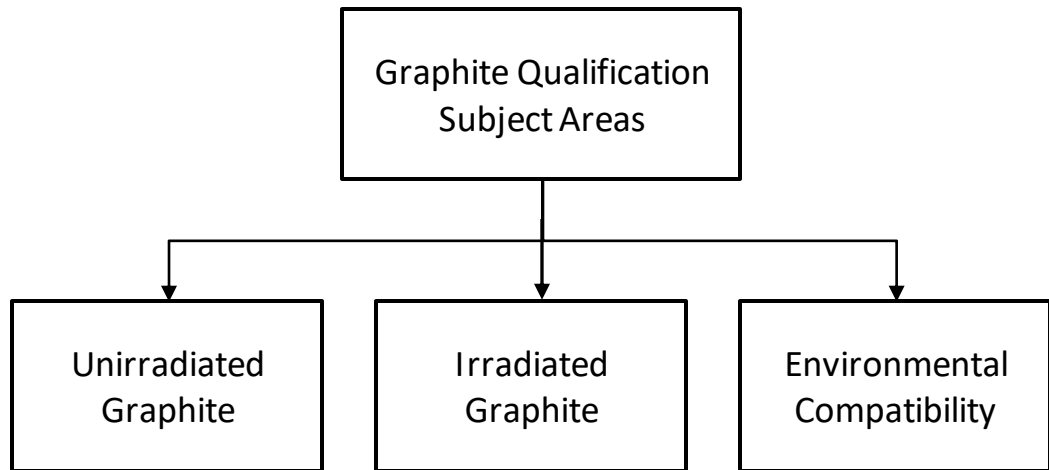 Graphite Qualification
Subject Areas
Unirradiated
Graphite
Irradiated
Graphite
Environmental
Compatibility